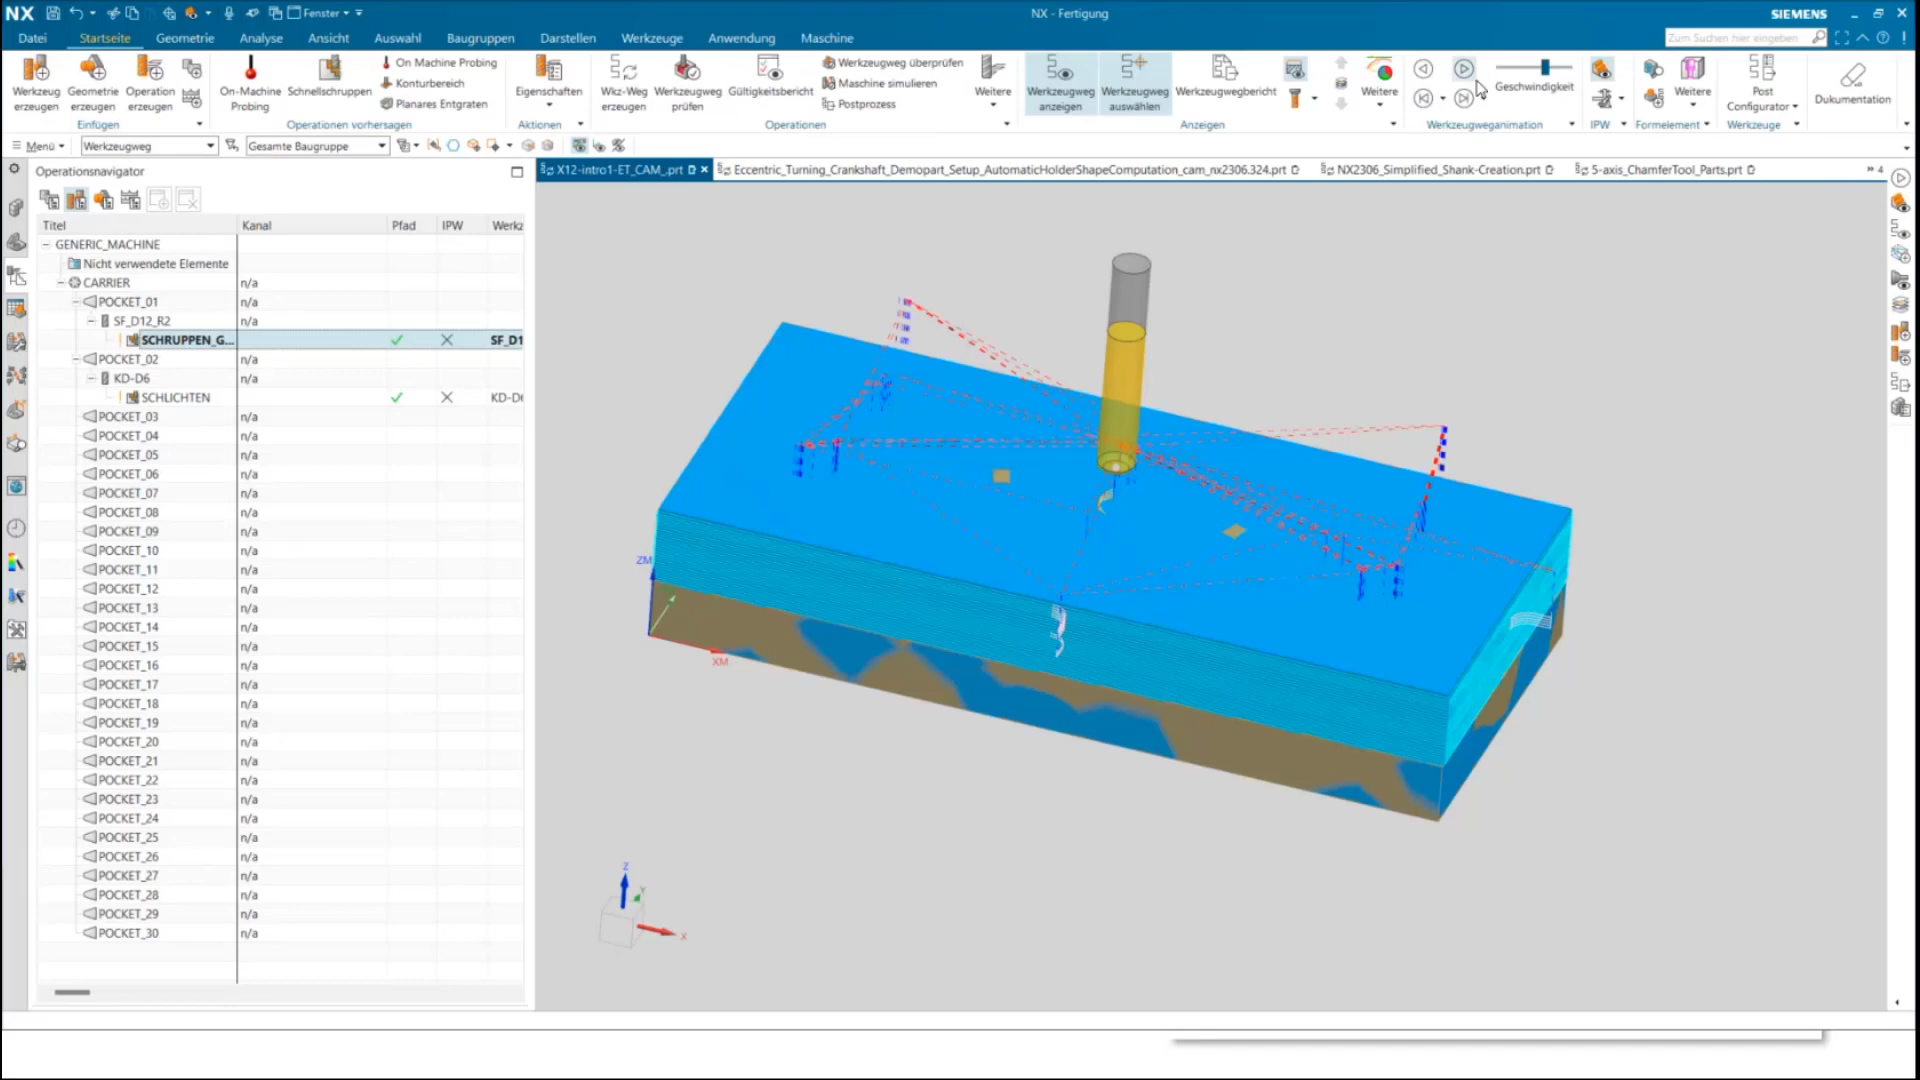 NX
Fenster
NX - Fertigung
SIEMENS
Datei
Startseite
Geometrie
Analyse
Ansicht
Auswahl
Baugruppen
Darstellen
Werkzeuge
Anwendung
Maschine
Zum Suchen hier eingeben
Werkzeug erzeugen
Geometrie erzeugen
Operation erzeugen
Einfügen
On-Machine Probing
Schnellschruppen
On Machine Probing
Konturbereich
Planares Entgraten
Operationen vorhersagen
Eigenschaften
Aktionen
Wkz-Weg erzeugen
Werkzeugweg prüfen
Gültigkeitsbericht
Werkzeugweg überprüfen
Maschine simulieren
Postprozess
Weitere
Operationen
Werkzeugweg anzeigen
Werkzeugweg auswählen
Werkzeugwegbericht
Weitere
Anzeigen
Geschwindigkeit
Werkzeugweganimation
IPW
Weitere
Formelement
Post Configurator
Werkzeuge
Dokumentation
Menü
Werkzeugweg
Gesamte Baugruppe
Operationsnavigator
X12-intro1-ET_CAM_.prt
Eccentric_Turning_Crankshaft_Demopart_Setup_AutomaticHolderShapeComputation_cam_nx2306.324.prt
NX2306_Simplified_Shank-Creation.prt
5-axis_ChamferTool_Parts.prt
4
Titel Kanal Pfad IPW Werkz
GENERIC_MACHINE
Nicht verwendete Elemente
CARRIER n/a
POCKET_01 n/a
SF_D12_R2 n/a
SCHRUPPEN_G... SF_D1
POCKET_02 n/a
KD-D6 n/a
SCHLICHTEN KD-D6
POCKET_03 n/a
POCKET_04 n/a
POCKET_05 n/a
POCKET_06 n/a
POCKET_07 n/a
POCKET_08 n/a
POCKET_09 n/a
POCKET_10 n/a
POCKET_11 n/a
POCKET_12 n/a
POCKET_13 n/a
POCKET_14 n/a
POCKET_15 n/a
POCKET_16 n/a
POCKET_17 n/a
POCKET_18 n/a
POCKET_19 n/a
POCKET_20 n/a
POCKET_21 n/a
POCKET_22 n/a
POCKET_23 n/a
POCKET_24 n/a
POCKET_25 n/a
POCKET_26 n/a
POCKET_27 n/a
POCKET_28 n/a
POCKET_29 n/a
POCKET_30 n/a
ZM
XM
Z
Y
X